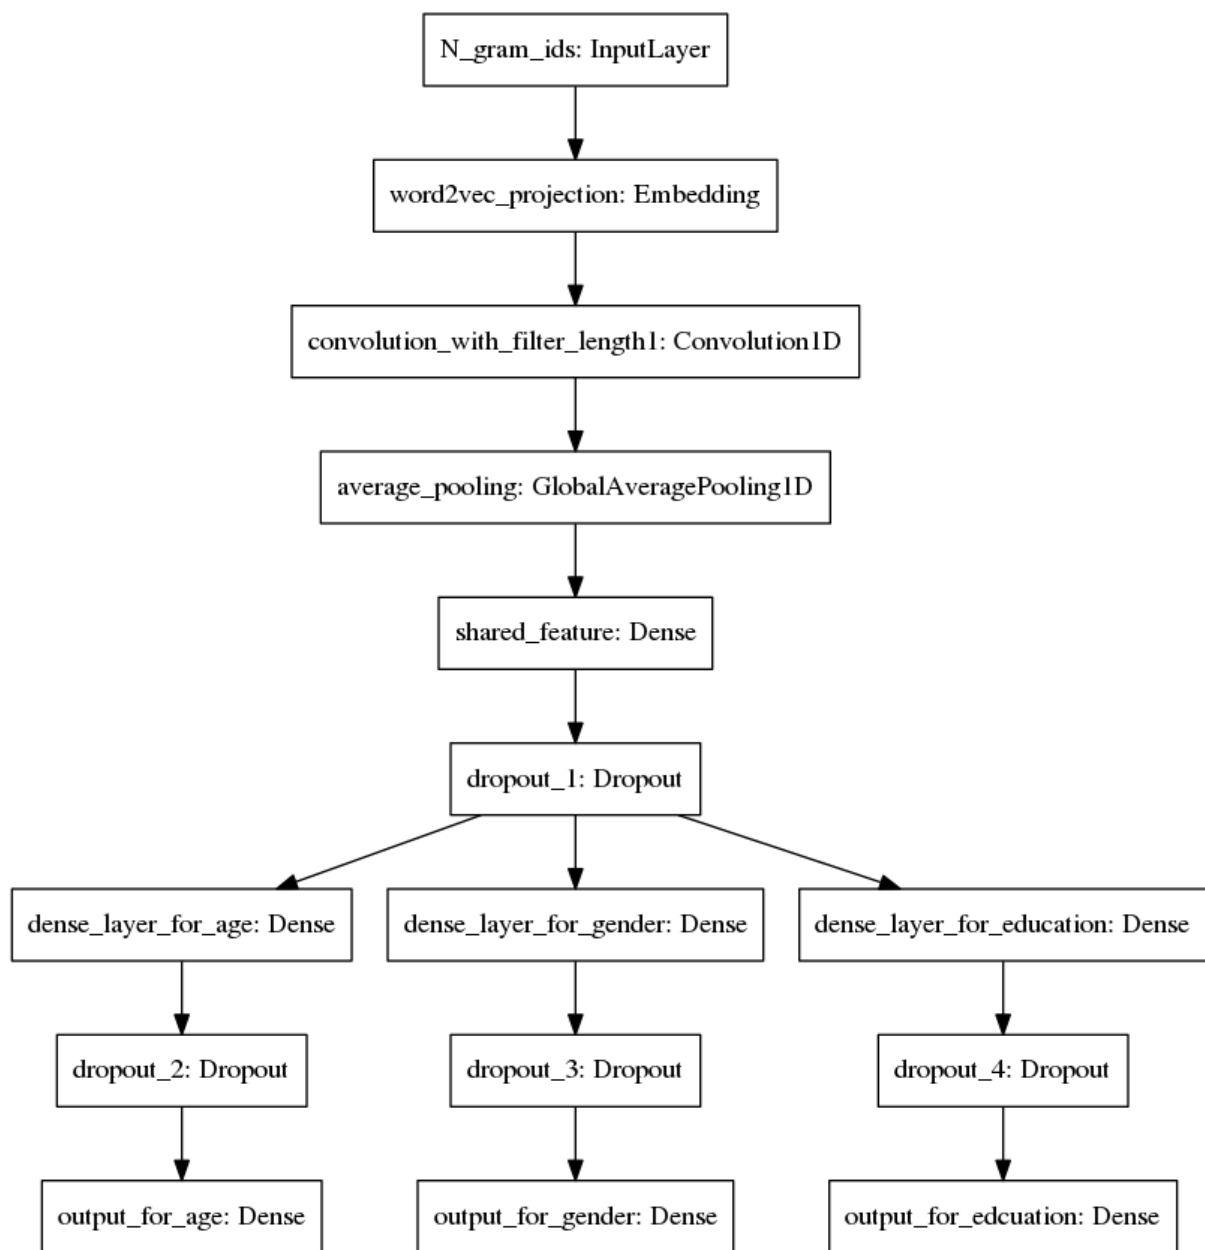 N_gram_ids: InputLayer
word2vec_projection: Embedding
convolution_with_filter_length1: Convolution1D
average_pooling: GlobalAveragePooling1D
shared_feature: Dense
dropout_1: Dropout
dense_layer_for_age: Dense
dense_layer_for_gender: Dense
dense_layer_for_education: Dense
dropout_2: Dropout
dropout_3: Dropout
dropout_4: Dropout
output_for_age: Dense
output_for_gender: Dense
output_for_edcuation: Dense